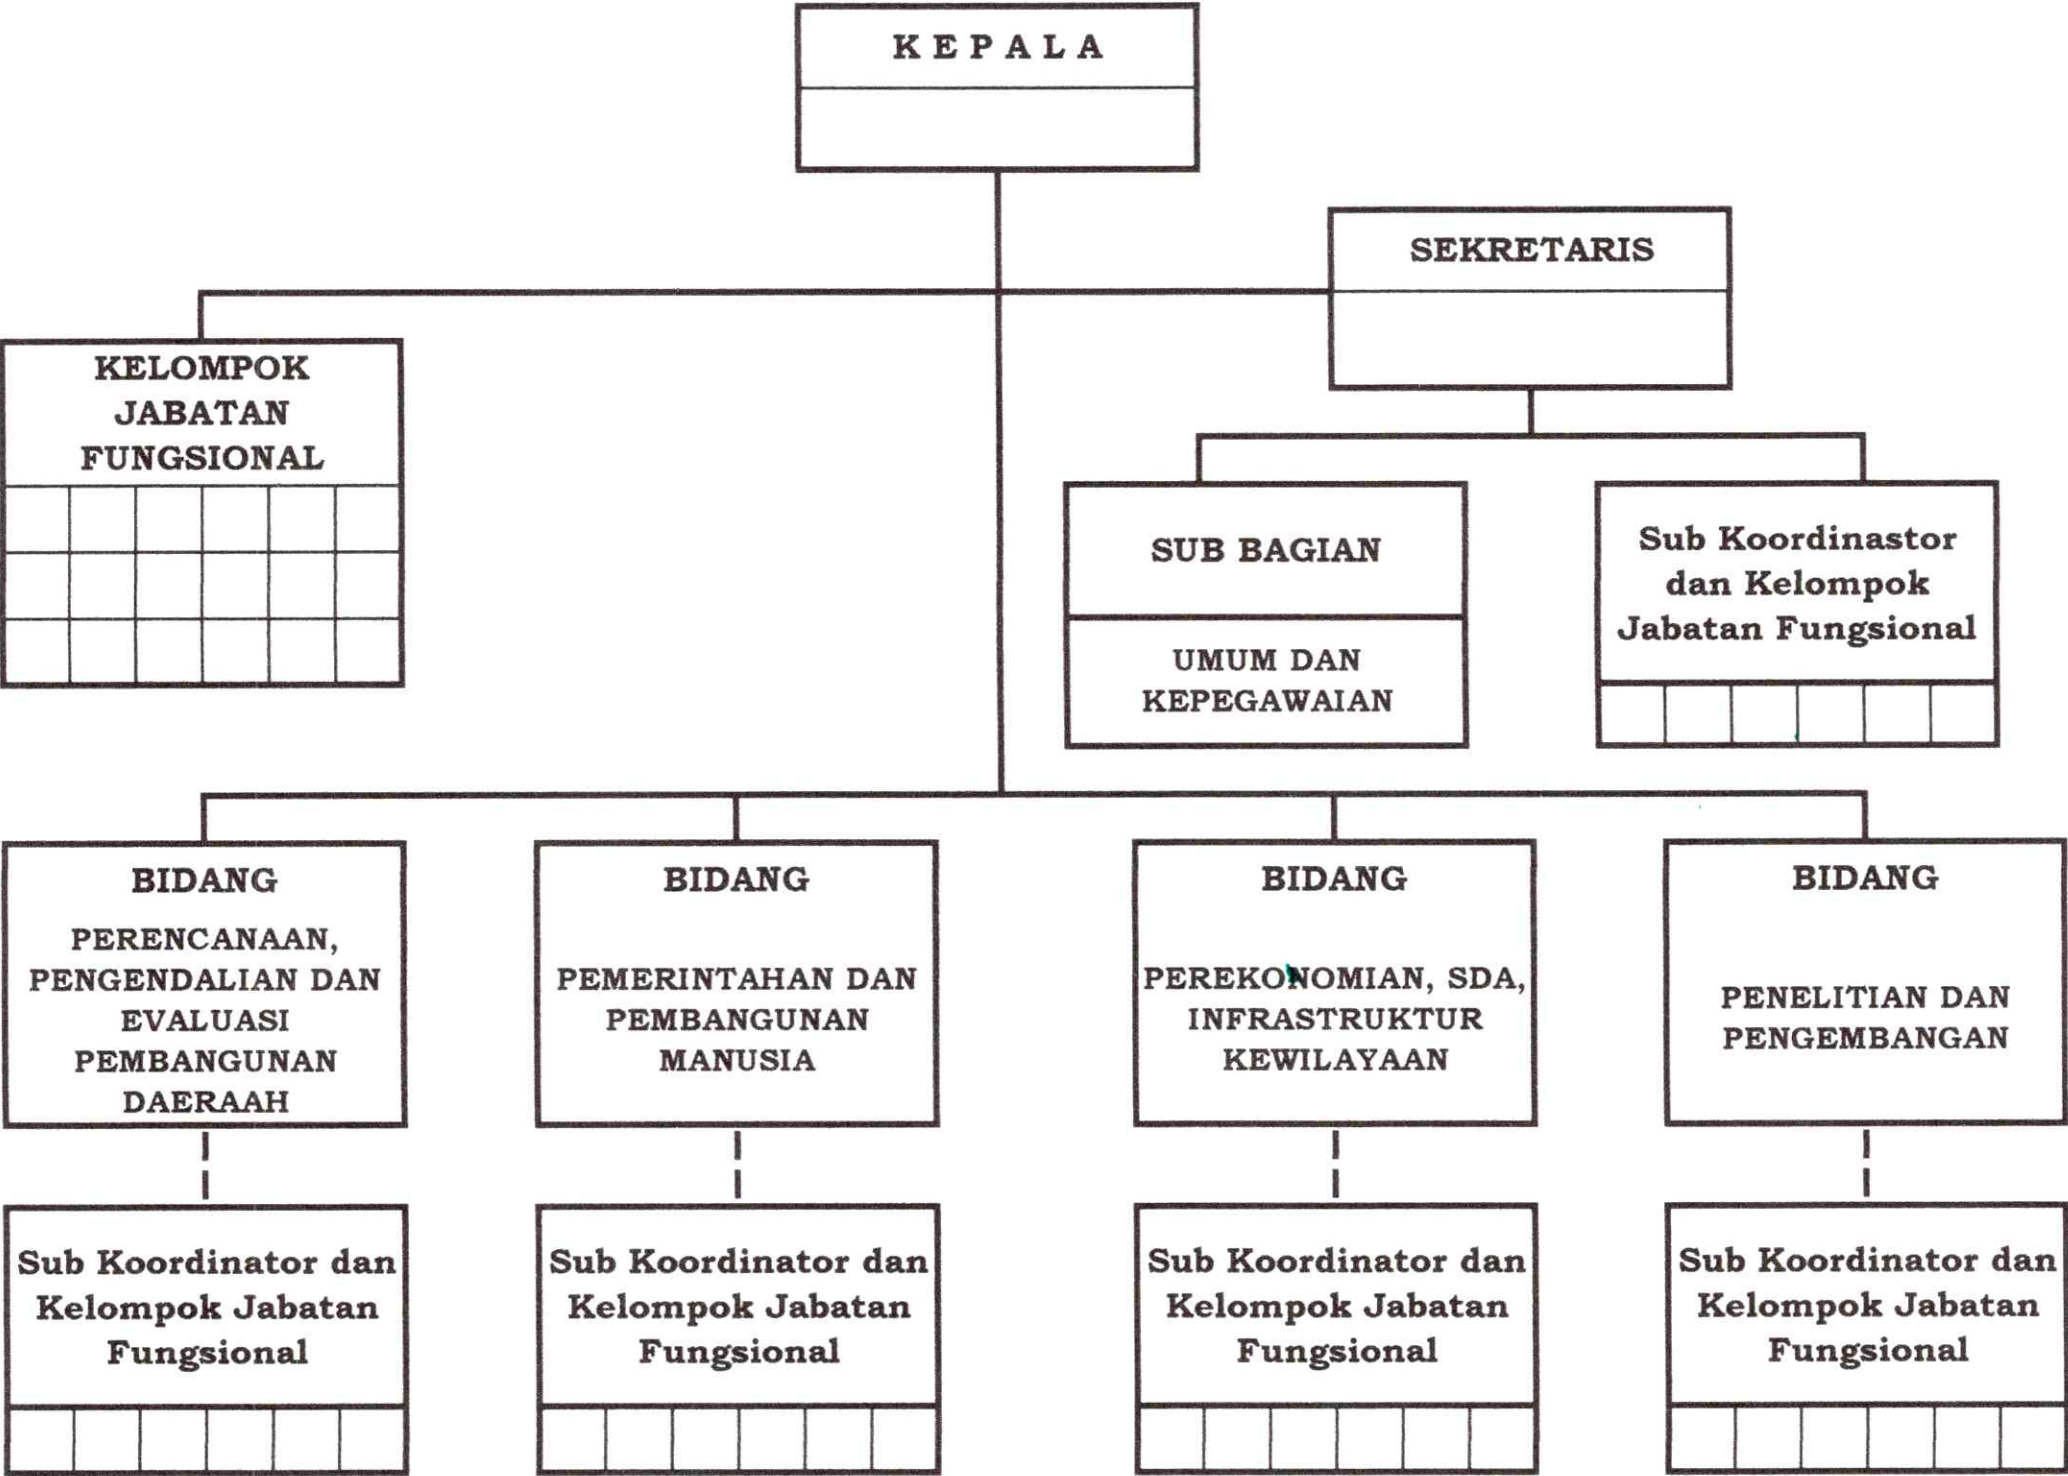 KEPALA
SEKRETARIS
KELOMPOK
JABATAN
FUNGSIONAL
SUB BAGIAN
UMUM DAN
KEPEGAWAIAN
Sub Koordinastor
dan Kelompok
Jabatan Fungsional
BIDANG
PERENCANAAN,
PENGENDALIAN DAN
EVALUASI
PEMBANGUNAN
DAERAAH
BIDANG
PEMERINTAHAN DAN
PEMBANGUNAN
MANUSIA
BIDANG
PEREKONOMIAN, SDA,
INFRASTRUKTUR
KEWILAYAAN
BIDANG
PENELITIAN DAN
PENGEMBANGAN
Sub Koordinator dan
Kelompok Jabatan
Fungsional
Sub Koordinator dan
Kelompok Jabatan
Fungsional
Sub Koordinator dan
Kelompok Jabatan
Fungsional
Sub Koordinator dan
Kelompok Jabatan
Fungsional